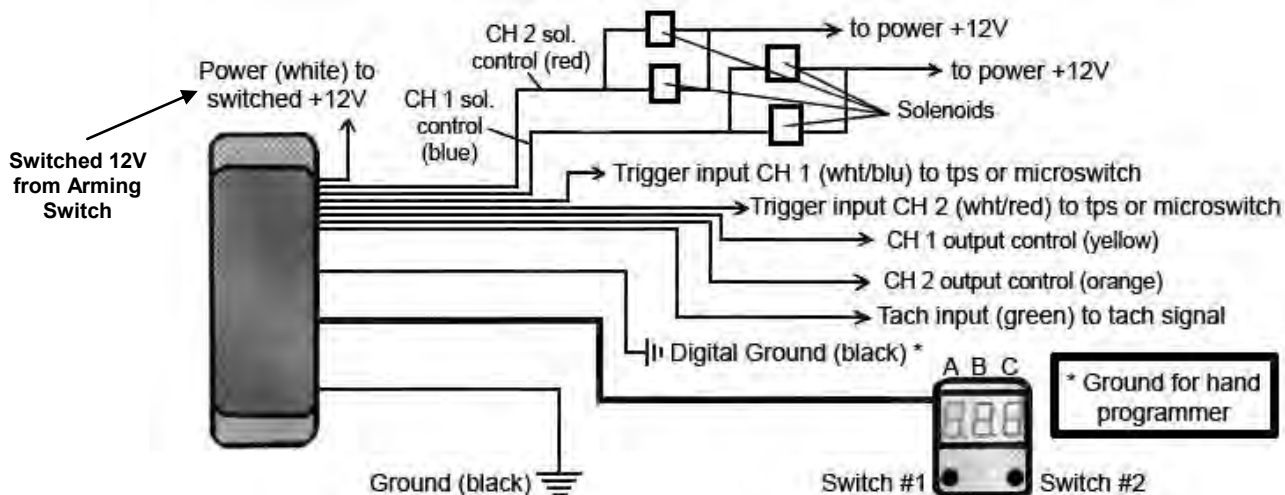 CH 2 sol.
control (red)
to power +12V
Power (white) to
switched +12V
to power +12V
CH 1 sol.
control
(blue)
Solenoids
Switched 12V
from Arming
Switch
Trigger input CH 1 (wht/blu) to tps or microswitch
Trigger input CH 2 (wht/red) to tps or microswitch
CH 1 output control (yellow)
CH 2 output control (orange)
Tach input (green) to tach signal
Digital Ground (black) *
A B C
* Ground for hand
programmer
8.8.8
Ground (black)
Switch #1
Switch #2